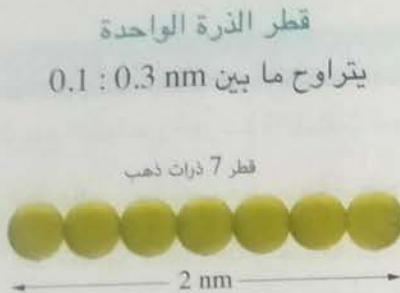 قطر الذرة الواحدة
يتراوح ما بين 0.1 : 0.3 nm
قطر 7 ذرات ذهب
2 nm